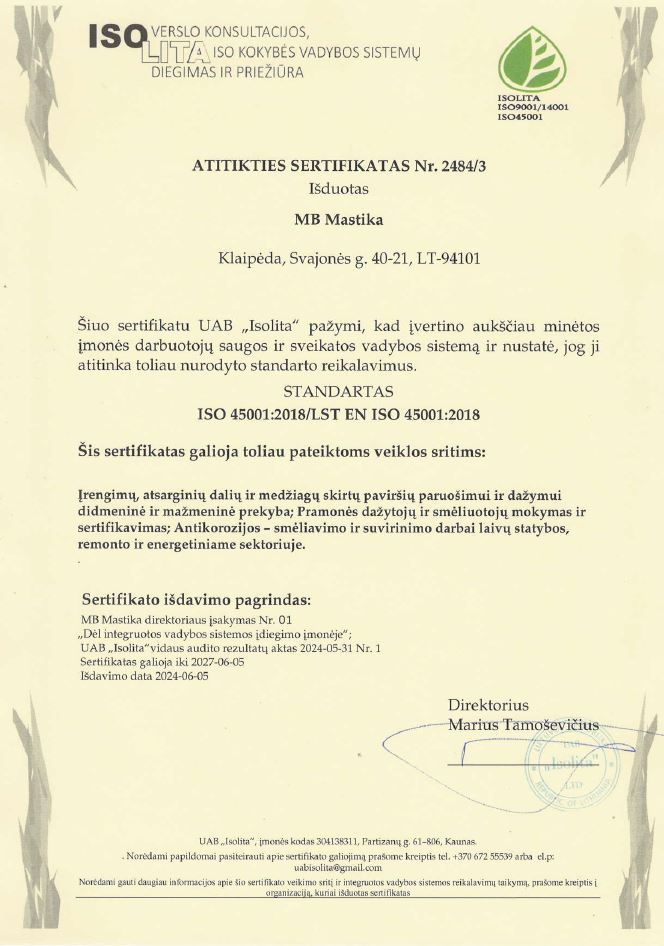 ISO VERSLO KONSULTACIJOS,
LITA ISO KOKYBĖS VADYBOS SISTEMŲ
DIEGIMAS IR PRIEŽIŪRA
ISOLITA
ISO9001/14001
ISO45001
ATITIKTIES SERTIFIKATAS Nr. 2484/3
Išduotas
MB Mastika
Klaipėda, Svajonės g. 40-21, LT-94101
Šiuo sertifikatu UAB „Isolita“ pažymi, kad įvertino aukščiau minėtos
įmonės darbuotojų saugos ir sveikatos vadybos sistemą ir nustatė, jog ji
atitinka toliau nurodyto standarto reikalavimus.
STANDARTAS
ISO 45001:2018/LST EN ISO 45001:2018
Šis sertifikatas galioja toliau pateiktoms veiklos sritims:
Įrengimų, atsarginių dalių ir medžiagų skirtų paviršių paruošimui ir dažymui
didmeninė ir mažmeninė prekyba; Pramonės dažytojų ir smėliuotojų mokymas ir
sertifikavimas; Antikorozijos – smėliavimo ir suvirinimo darbai laivų statybos,
remonto ir energetiniame sektoriuje.
Sertifikato išdavimo pagrindas:
MB Mastika direktoriaus įsakymas Nr. 01
„Dėl integruotos vadybos sistemos įdiegimo įmonėje“;
UAB „Isolita“vidaus audito rezultatų aktas 2024-05-31 Nr. 1
Sertifikatas galioja iki 2027-06-05
Išdavimo data 2024-06-05
Direktorius
Marius Tamoševičius
UAB
„Isolita“
LTD
REPUBLIC OF LITHUANIA
UAB „Isolita“, įmonės kodas 304138311, Partizanų g. 61–806, Kaunas.
. Norėdami papildomai pasiteirauti apie sertifikato galiojimą prašome kreiptis tel. +370 672 55539 arba el.p:
uabisolita@gmail.com
Norėdami gauti daugiau informacijos apie šio sertifikato veikimo sritį ir integruotos vadybos sistemos reikalavimų taikymą, prašome kreiptis į
organizaciją, kuriai išduotas sertifikatas